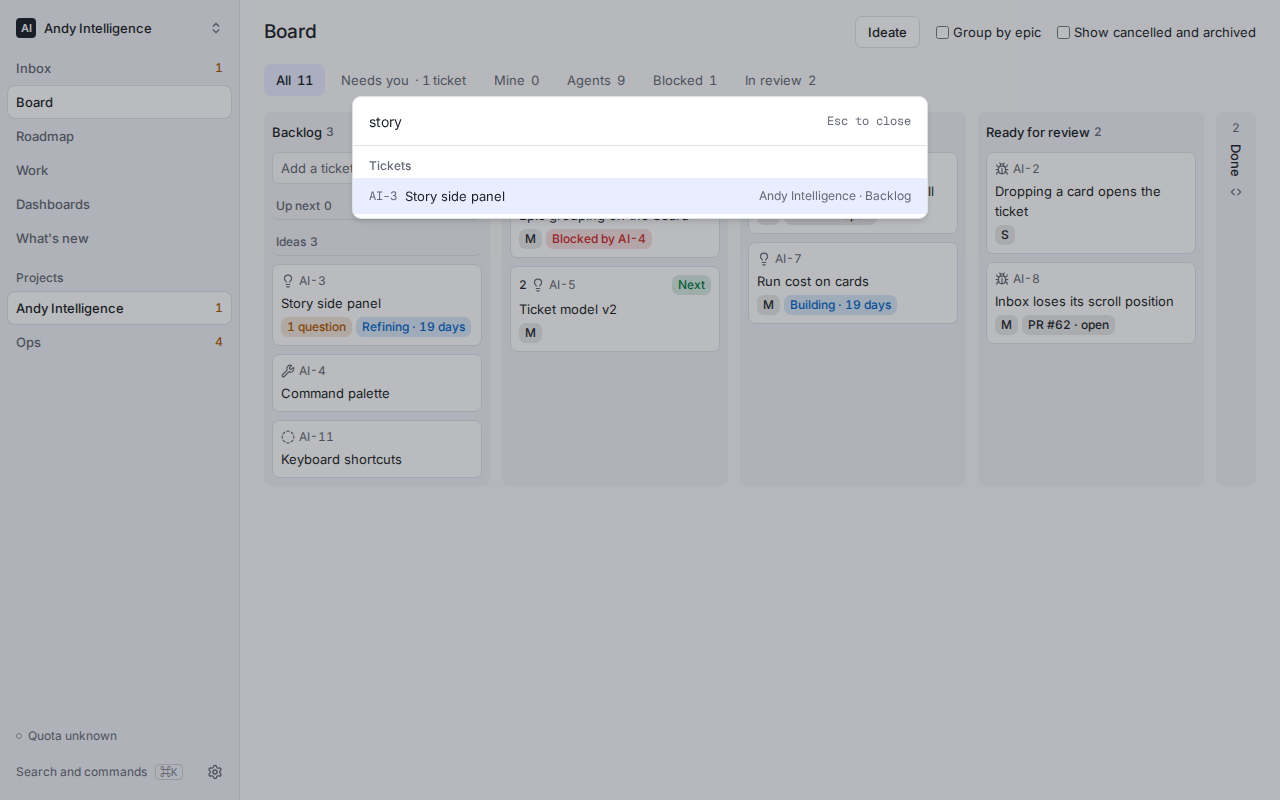 AI Andy Intelligence
Inbox 1
Board
Roadmap
Work
Dashboards
What's new
Projects
Andy Intelligence 1
Ops 4
Quota unknown
Search and commands ⌘K
Board
Ideate
Group by epic
Show cancelled and archived
All 11
Needs you · 1 ticket
Mine 0
Agents 9
Blocked 1
In review 2
story
Esc to close
Tickets
AI-3 Story side panel
Andy Intelligence · Backlog
Backlog 3
Add a ticket
Up next 0
Ideas 3
AI-3
Story side panel
1 question Refining · 19 days
AI-4
Command palette
AI-11
Keyboard shortcuts
M Blocked by AI-4
2 AI-5 Next
Ticket model v2
M
AI-7
Run cost on cards
M Building · 19 days
Ready for review 2
AI-2
Dropping a card opens the
ticket
S
AI-8
Inbox loses its scroll position
M PR #62 · open
2
Done